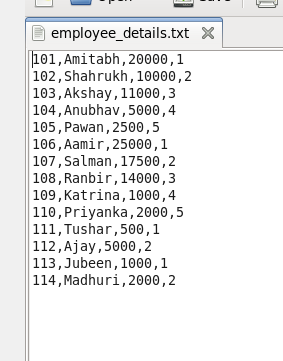 Open
Save
employee_details.txt
101,Amitabh,20000,1
102,Shahrukh,10000,2
103,Akshay,11000,3
104,Anubhav,5000,4
105,Pawan,2500,5
106,Aamir,25000,1
107,Salman,17500,2
108,Ranbir,14000,3
109,Katrina,1000,4
110,Priyanka,2000,5
111,Tushar,500,1
112,Ajay,5000,2
113,Jubeen,1000,1
114,Madhuri,2000,2